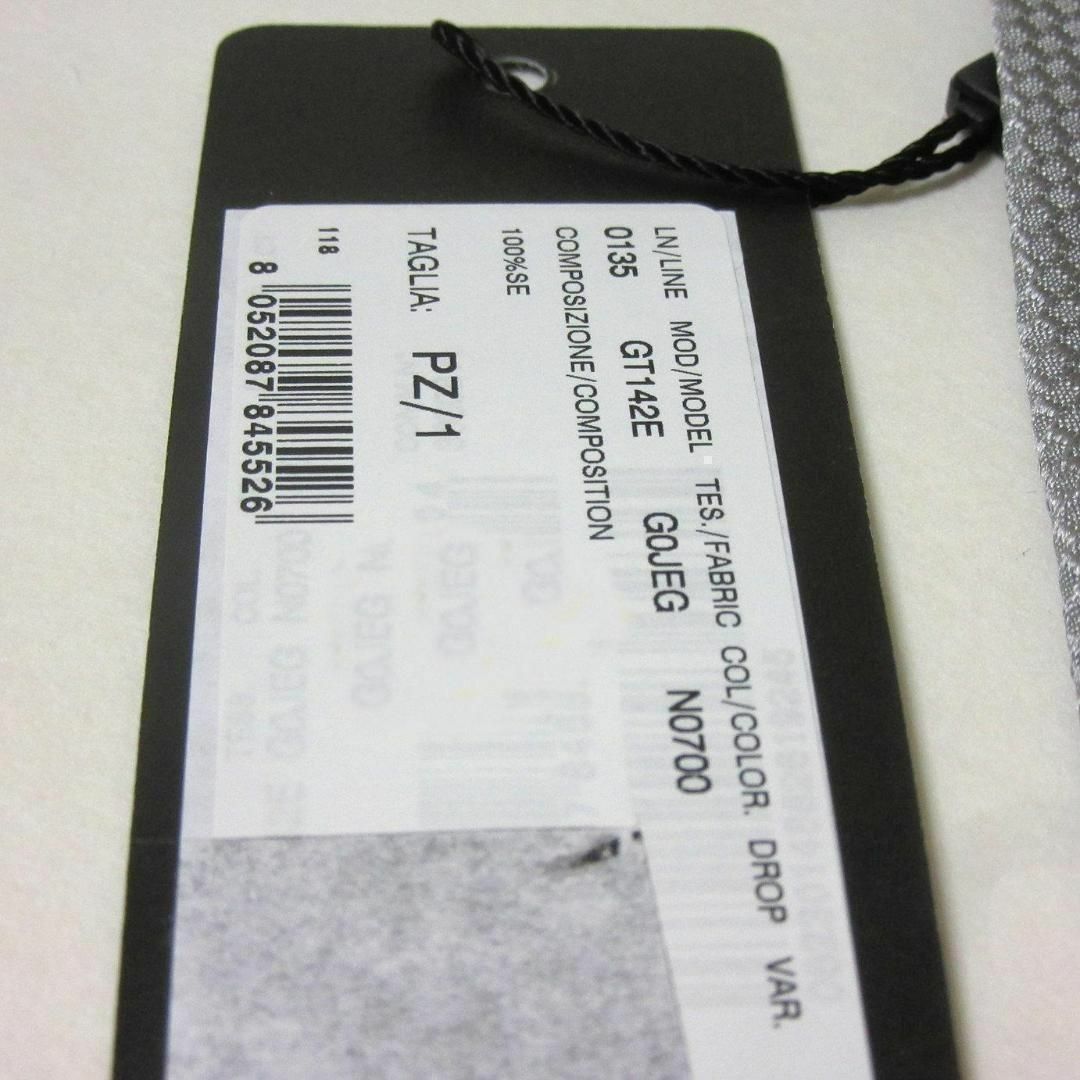 LN/LINE MOD/MODEL TES./FABRIC COL/COLOR. DROP VAR.
0135 GT142E G0JEG N0700
COMPOSIZIONE/COMPOSITION
100%SE
TAGLIA: PZ/1
118
8 052087 845526